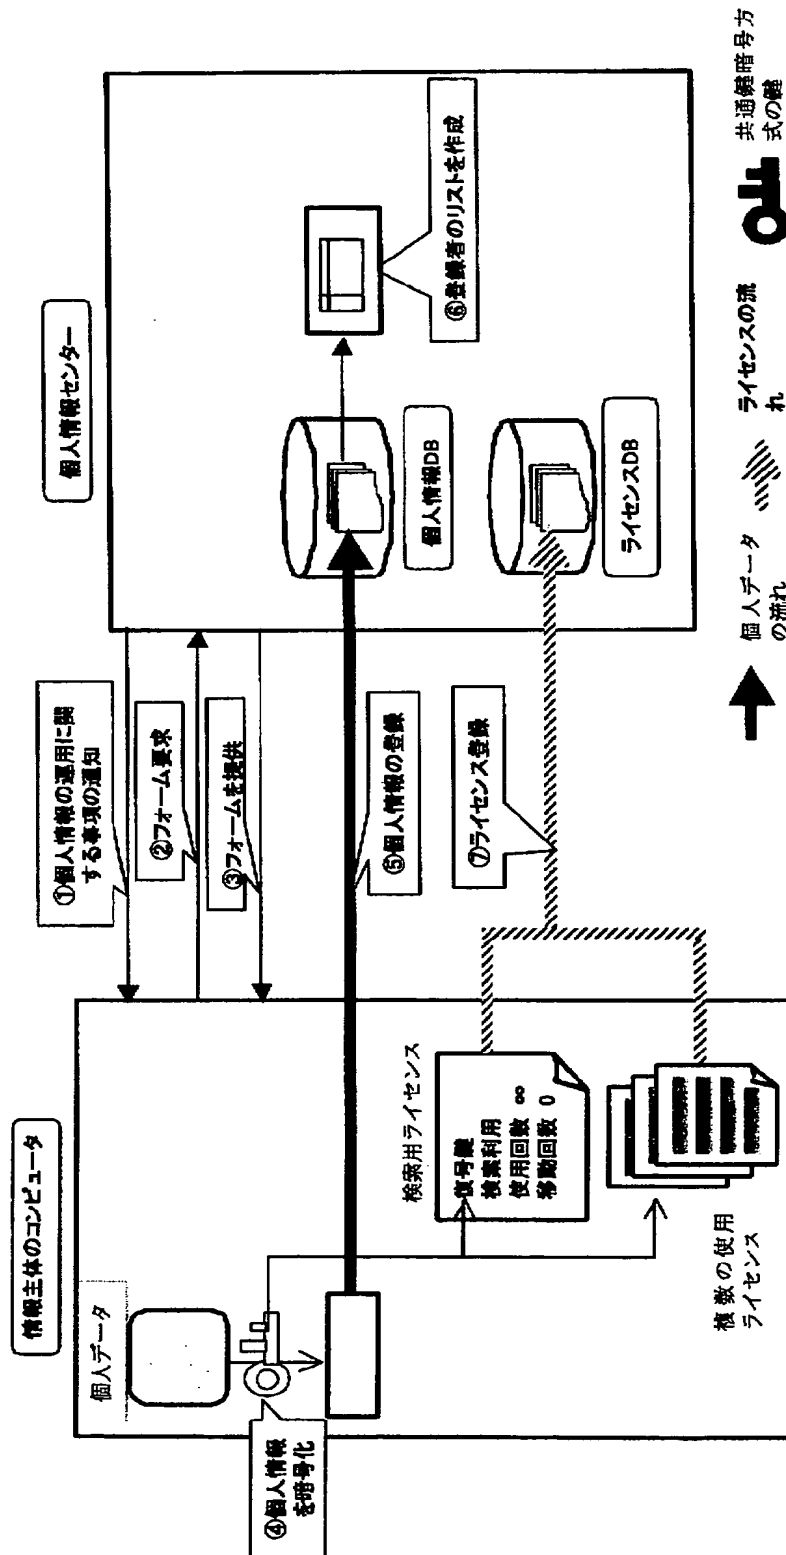 情報主体のコンピュータ
個人情報センター
個人データ
④個人情報
を暗号化
①個人情報の運用に関
する事項の通知
②フォーム要求
③フォームを提供
⑤個人情報の登録
⑦ライセンス登録
検索用ライセンス
復号鍵
検索利用
使用回数 ∞
移動回数 0
複数の使用
ライセンス
個人情報DB
⑥登録者のリストを作成
ライセンスDB
個人データ
の流れ
ライセンスの流
れ
共通鍵暗号方
式の鍵